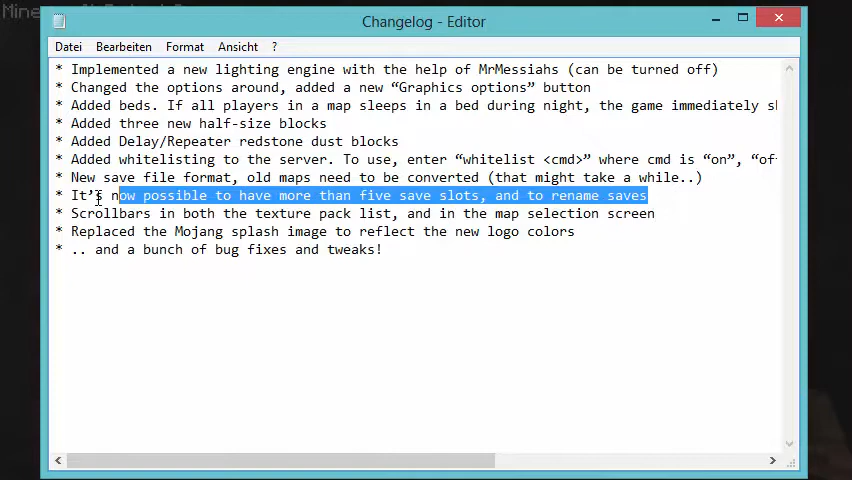 Mine
Changelog - Editor
Datei Bearbeiten Format Ansicht ?
* Implemented a new lighting engine with the help of MrMessiahs (can be turned off)
* Changed the options around, added a new “Graphics options” button
* Added beds. If all players in a map sleeps in a bed during night, the game immediately
* Added three new half-size blocks
* Added Delay/Repeater redstone dust blocks
* Added whitelisting to the server. To use, enter “whitelist <cmd>” where cmd is “on”, “of
* New save file format, old maps need to be converted (that might take a while..)
* It’s now possible to have more than five save slots, and to rename saves
* Scrollbars in both the texture pack list, and in the map selection screen
* Replaced the Mojang splash image to reflect the new logo colors
* .. and a bunch of bug fixes and tweaks!